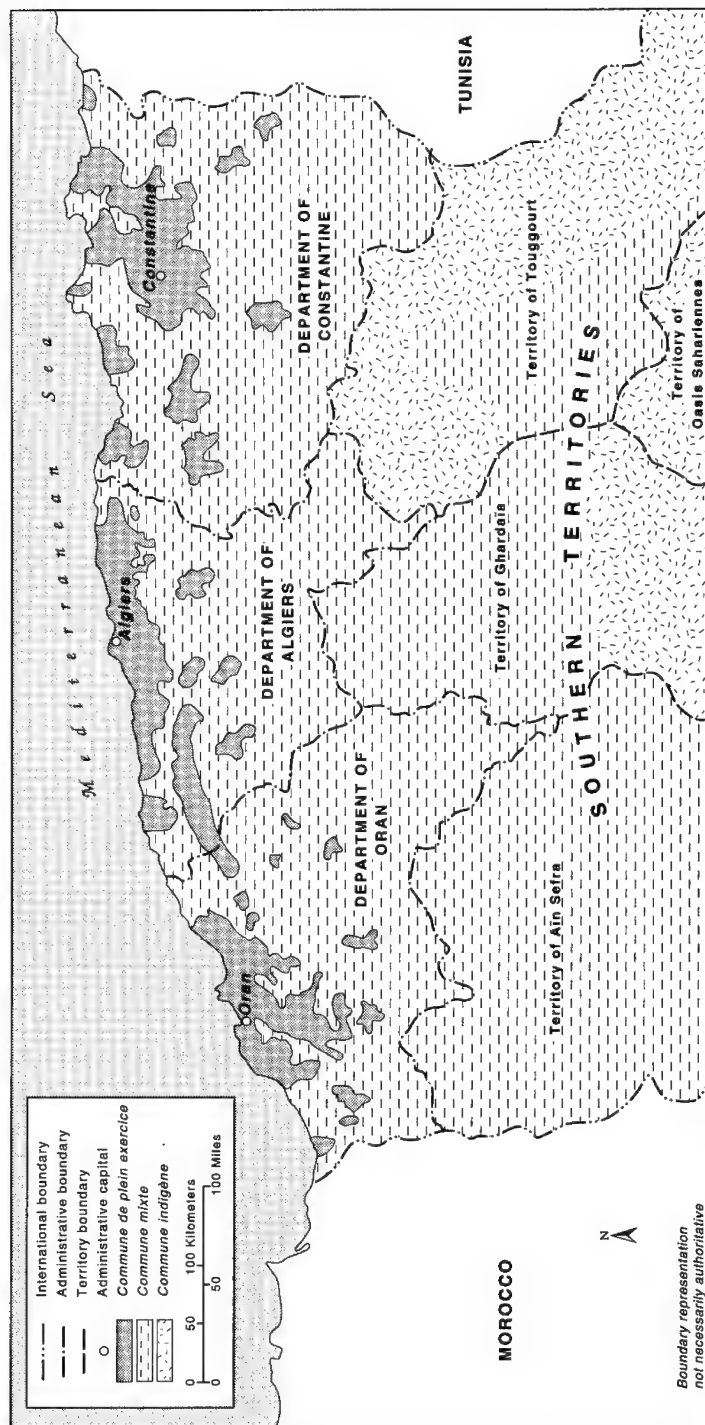 International boundary
Administrative boundary
Territory boundary
Administrative capital
Commune de plein exercice
Commune mixte
Commune indigène
0 50 100 Kilometers
0 50 100 Miles
Mediterranean Sea
Oran
Algiers
Constantine
DEPARTMENT OF
ORAN
DEPARTMENT OF
ALGIERS
DEPARTMENT OF
CONSTANTINE
MOROCCO
TUNISIA
Territory of Aïn Sefra
Territory of Ghardaïa
Territory of Touggourt
SOUTHERN TERRITORIES
Territory of
Oasis Sahariennes
N
Boundary representation
not necessarily authoritative